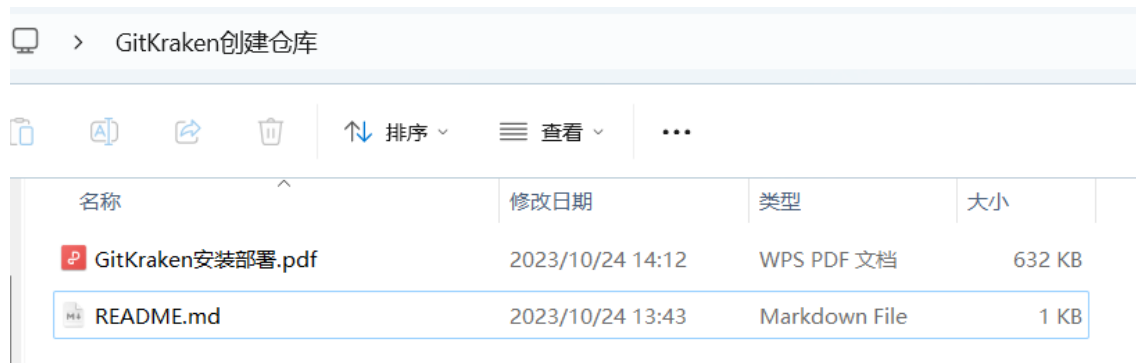 > GitKraken创建仓库
排序 查看 •••
名称 修改日期 类型 大小
GitKraken安装部署.pdf 2023/10/24 14:12 WPS PDF 文档 632 KB
README.md 2023/10/24 13:43 Markdown File 1 KB